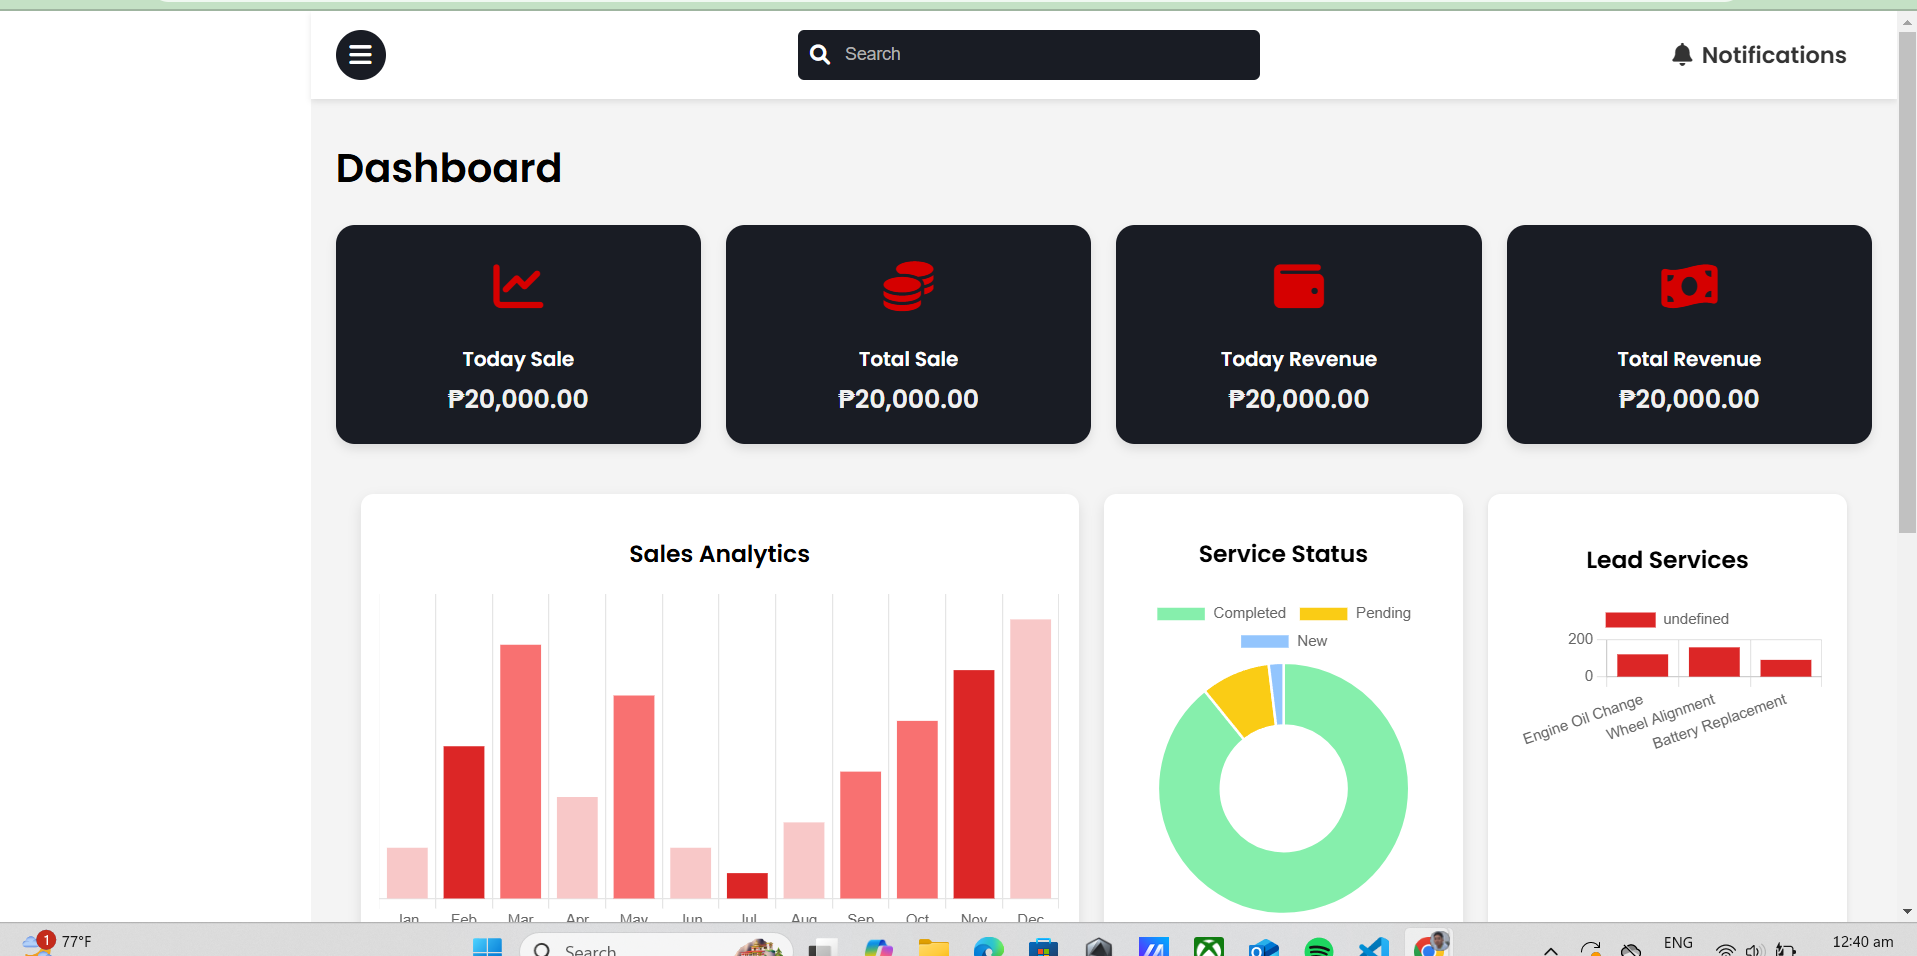 Search
Notifications
Dashboard
Today Sale
₱20,000.00
Total Sale
₱20,000.00
Today Revenue
₱20,000.00
Total Revenue
₱20,000.00
Sales Analytics
Jan Feb Mar Apr May Jun Jul Aug Sep Oct Nov Dec
Service Status
Completed Pending
New
Lead Services
undefined
200
0
Engine Oil Change
Wheel Alignment
Battery Replacement
1 77°F
Search
ENG
12:40 am